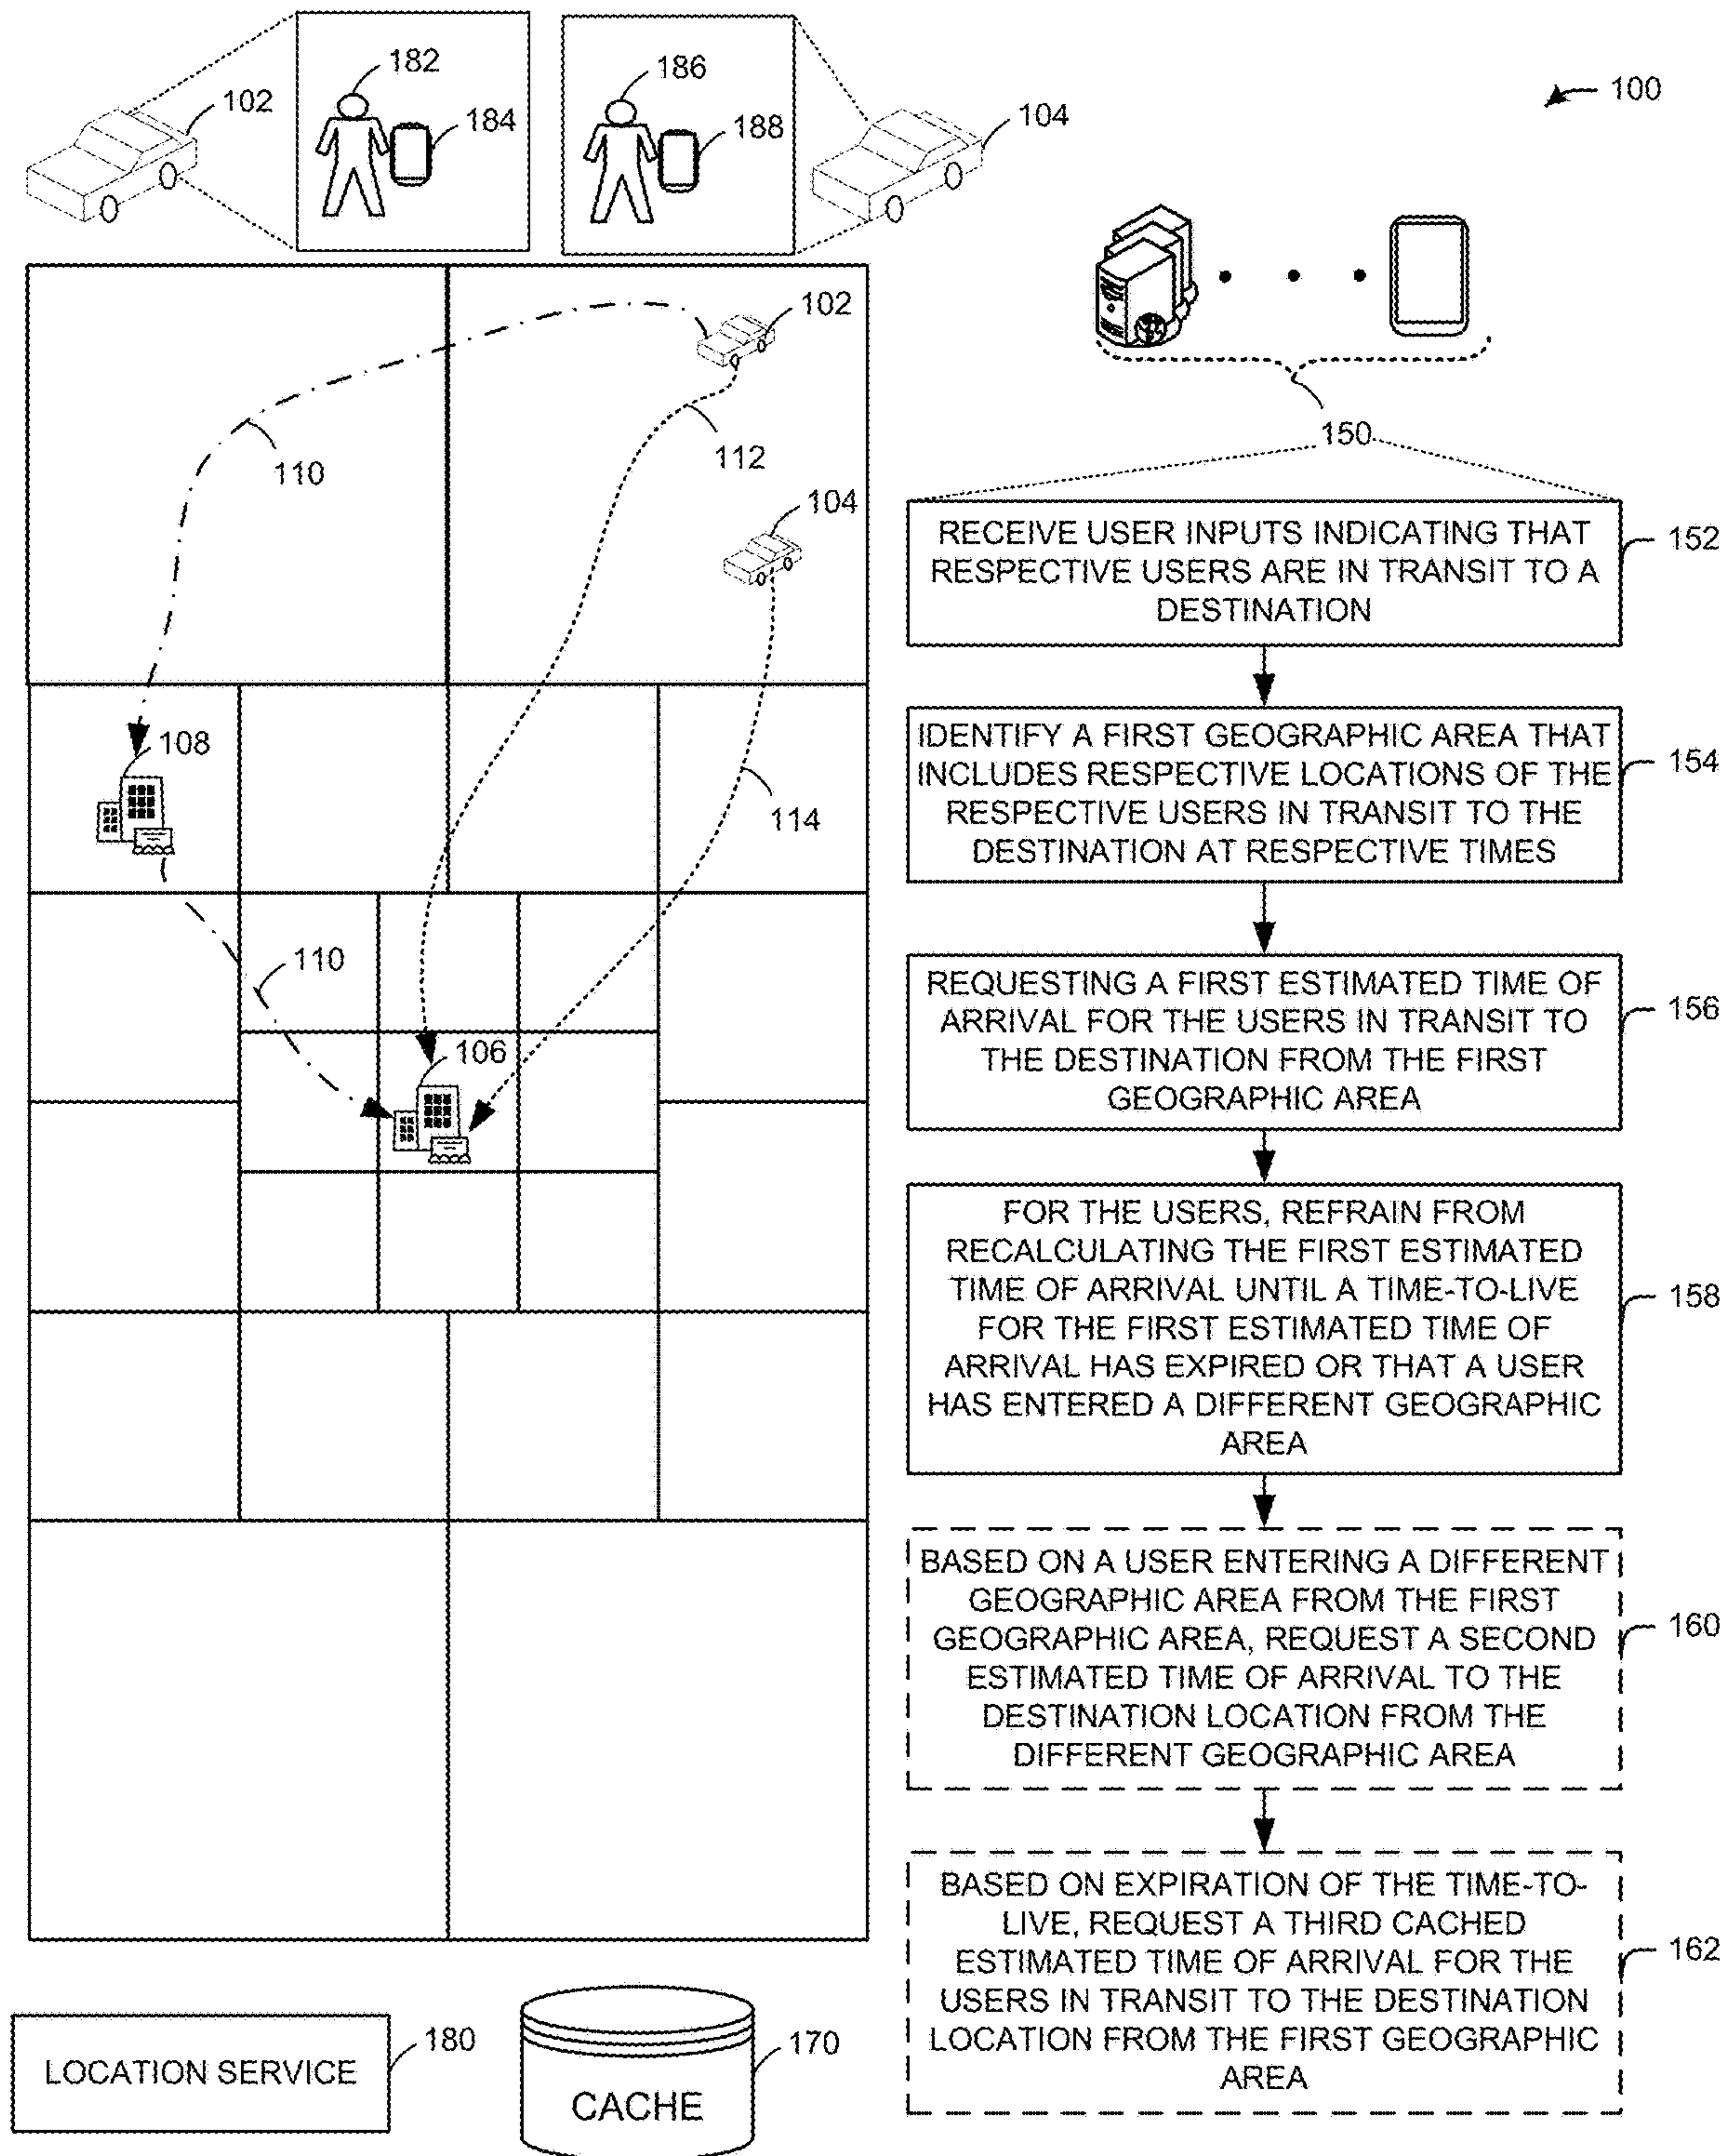 182
186
102
184
188
104
100
102
112
110
104
108
114
110
106
150
RECEIVE USER INPUTS INDICATING THAT
RESPECTIVE USERS ARE IN TRANSIT TO A
DESTINATION
152
IDENTIFY A FIRST GEOGRAPHIC AREA THAT
INCLUDES RESPECTIVE LOCATIONS OF THE
RESPECTIVE USERS IN TRANSIT TO THE
DESTINATION AT RESPECTIVE TIMES
154
REQUESTING A FIRST ESTIMATED TIME OF
ARRIVAL FOR THE USERS IN TRANSIT TO
THE DESTINATION FROM THE FIRST
GEOGRAPHIC AREA
156
FOR THE USERS, REFRAIN FROM
RECALCULATING THE FIRST ESTIMATED
TIME OF ARRIVAL UNTIL A TIME-TO-LIVE
FOR THE FIRST ESTIMATED TIME OF
ARRIVAL HAS EXPIRED OR THAT A USER
HAS ENTERED A DIFFERENT GEOGRAPHIC
AREA
158
BASED ON A USER ENTERING A DIFFERENT
GEOGRAPHIC AREA FROM THE FIRST
GEOGRAPHIC AREA, REQUEST A SECOND
ESTIMATED TIME OF ARRIVAL TO THE
DESTINATION LOCATION FROM THE
DIFFERENT GEOGRAPHIC AREA
160
BASED ON EXPIRATION OF THE TIME-TO-
LIVE, REQUEST A THIRD CACHED
ESTIMATED TIME OF ARRIVAL FOR THE
USERS IN TRANSIT TO THE DESTINATION
LOCATION FROM THE FIRST GEOGRAPHIC
AREA
162
LOCATION SERVICE
180
CACHE
170